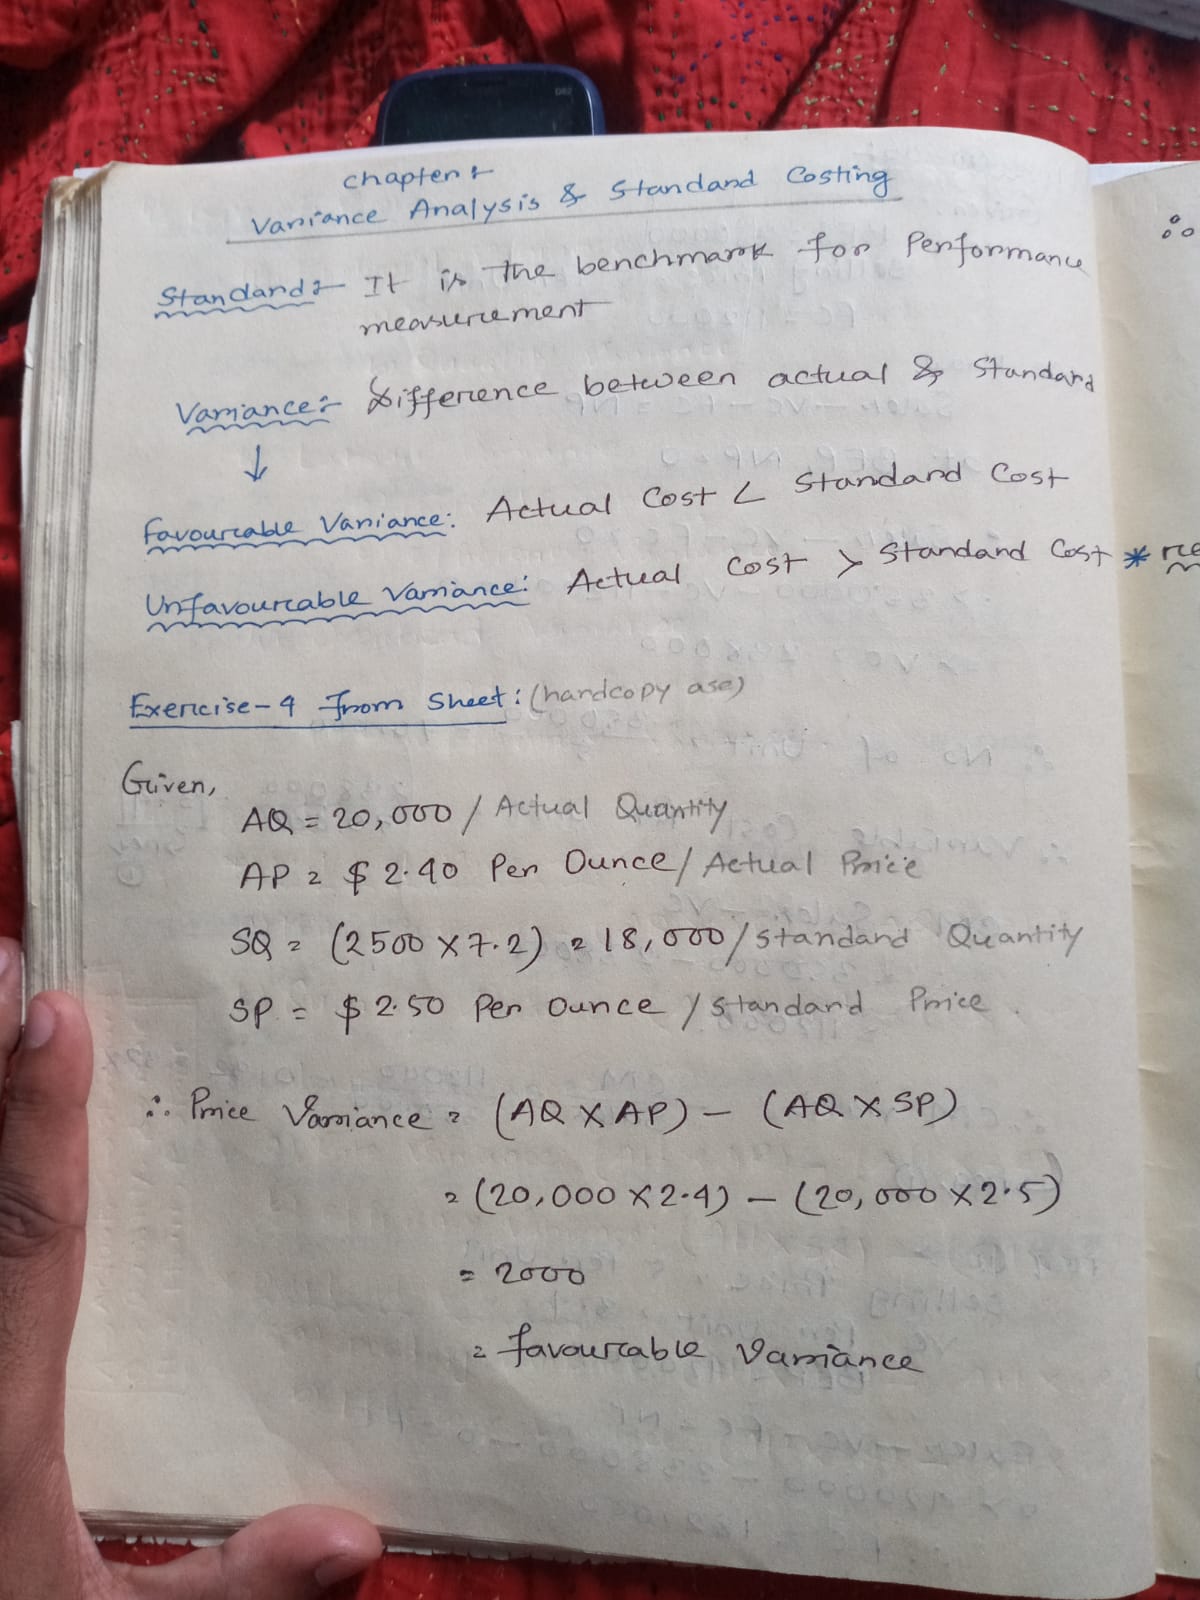 Chapter:
Variance Analysis & Standard Costing
Standard:- It is the benchmark for Performance
measurement
Variance:- Difference between actual & Standard
↓
Favourable Variance: Actual Cost < Standard Cost
Unfavourable Variance: Actual Cost > Standard Cost * re
Exercise-4 From Sheet: (hardcopy ase)
Given,
AQ = 20,000 / Actual Quantity
AP = $ 2.40 Per Ounce / Actual Price
SQ = (2500 X 7.2) = 18,000 / Standard Quantity
SP = $ 2.50 Per Ounce / Standard Price
∴ Price Variance = (AQ X AP) – (AQ X SP)
= (20,000 X 2.4) – (20,000 X 2.5)
= 2000
= favourable Variance
∴